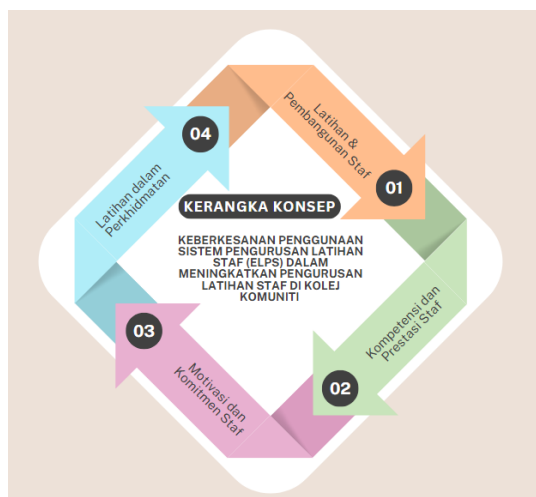 KERANGKA KONSEP
KEBERKESANAN PENGGUNAAN
SISTEM PENGURUSAN LATIHAN
STAF (ELPS) DALAM
MENINGKATKAN PENGURUSAN
LATIHAN STAF DI KOLEJ
KOMUNITI
01
Latihan &
Pembangunan Staf
02
Kompetensi dan
Prestasi Staf
03
Motivasi dan
Komitmen Staf
04
Latihan dalam
Perkhidmatan